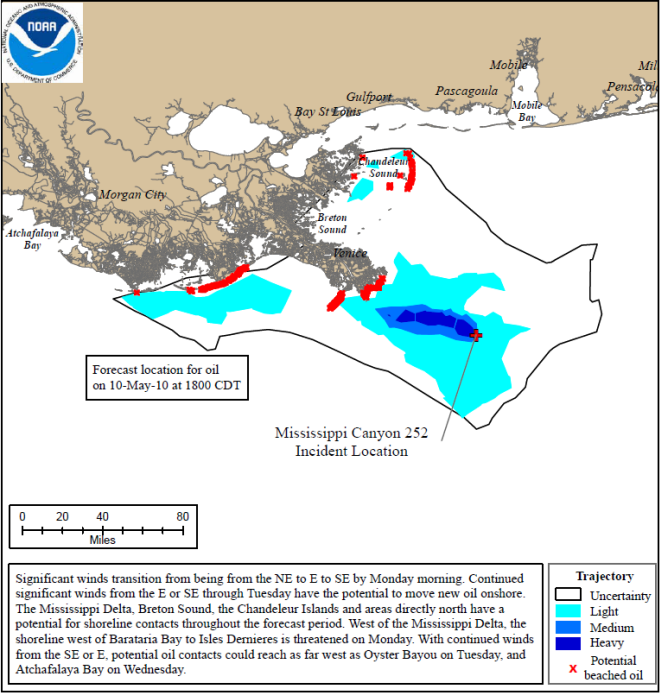 NATIONAL OCEANIC AND ATMOSPHERIC ADMINISTRATION
NOAA
U.S. DEPARTMENT OF COMMERCE
Mobile
Mil
Pensacola
Pascagoula
Gulfport
Mobile
Bay
Bay St Louis
Chandeleur
Sound
Morgan City
Breton
Sound
Atchafalaya
Bay
Venice
Forecast location for oil
on 10-May-10 at 1800 CDT
Mississippi Canyon 252
Incident Location
0 20 40 80
Miles
Significant winds transition from being from the NE to E to SE by Monday morning. Continued
significant winds from the E or SE through Tuesday have the potential to move new oil onshore.
The Mississippi Delta, Breton Sound, the Chandeleur Islands and areas directly north have a
potential for shoreline contacts throughout the forecast period. West of the Mississippi Delta, the
shoreline west of Barataria Bay to Isles Dernieres is threatened on Monday. With continued winds
from the SE or E, potential oil contacts could reach as far west as Oyster Bayou on Tuesday, and
Atchafalaya Bay on Wednesday.
Trajectory
Uncertainty
Light
Medium
Heavy
x Potential
beached oil